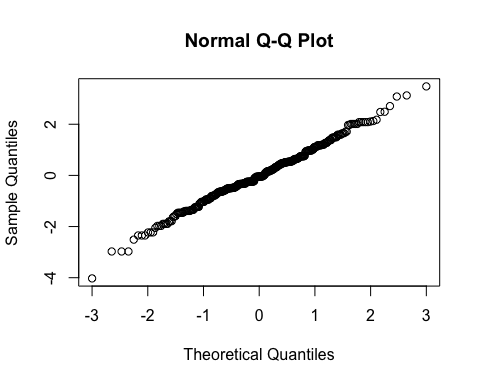 Normal Q-Q Plot
Sample Quantiles
2
0
-2
-4
-3 -2 -1 0 1 2 3
Theoretical Quantiles